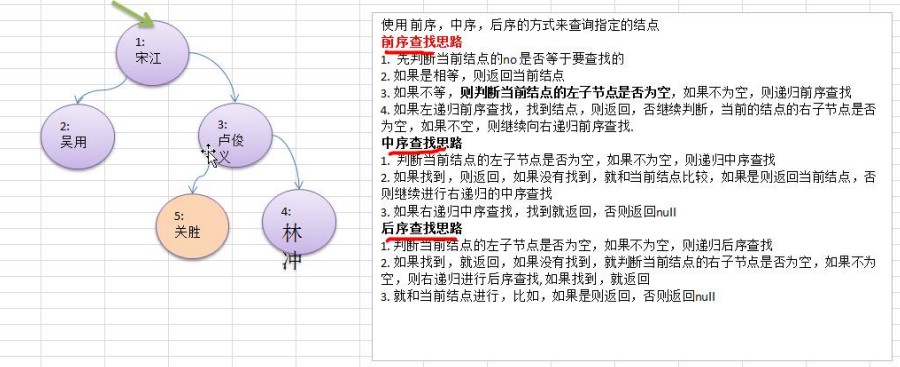 1:
宋江
2:
吴用
3:
卢俊
义
5:
关胜
4:
林
冲
使用前序，中序，后序的方式来查询指定的结点
前序查找思路
1. 先判断当前结点的no是否等于要查找的
2. 如果是相等，则返回当前结点
3. 如果不等，则判断当前结点的左子节点是否为空，如果不为空，则递归前序查找
4. 如果左递归前序查找，找到结点，则返回，否继续判断，当前的结点的右子节点是否
为空，如果不空，则继续向右递归前序查找.
中序查找思路
1. 判断当前结点的左子节点是否为空，如果不为空，则递归中序查找
2. 如果找到，则返回，如果没有找到，就和当前结点比较，如果是则返回当前结点，否
则继续进行右递归的中序查找
3. 如果右递归中序查找，找到就返回，否则返回null
后序查找思路
1. 判断当前结点的左子节点是否为空，如果不为空，则递归后序查找
2. 如果找到，就返回，如果没有找到，就判断当前结点的右子节点是否为空，如果不为
空，则右递归进行后序查找，如果找到，就返回
3. 就和当前结点进行，比如，如果是则返回，否则返回null